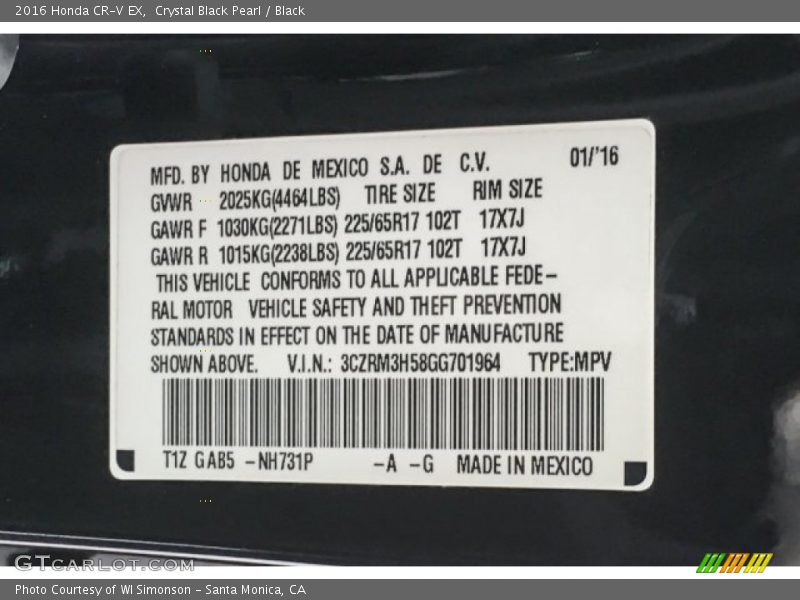 2016 Honda CR-V EX,  Crystal Black Pearl / Black
MFD. BY HONDA DE MEXICO S.A. DE C.V. 01/'16
GVWR 2025KG(4464LBS) TIRE SIZE RIM SIZE
GAWR F 1030KG(2271LBS) 225/65R17 102T 17X7J
GAWR R 1015KG(2238LBS) 225/65R17 102T 17X7J
THIS VEHICLE CONFORMS TO ALL APPLICABLE FEDE-
RAL MOTOR VEHICLE SAFETY AND THEFT PREVENTION
STANDARDS IN EFFECT ON THE DATE OF MANUFACTURE
SHOWN ABOVE. V.I.N.: 3CZRM3H58GG701964 TYPE:MPV
T1Z GAB5 -NH731P -A -G MADE IN MEXICO
GTCARLOT.COM
Photo Courtesy of WI Simonson - Santa Monica, CA